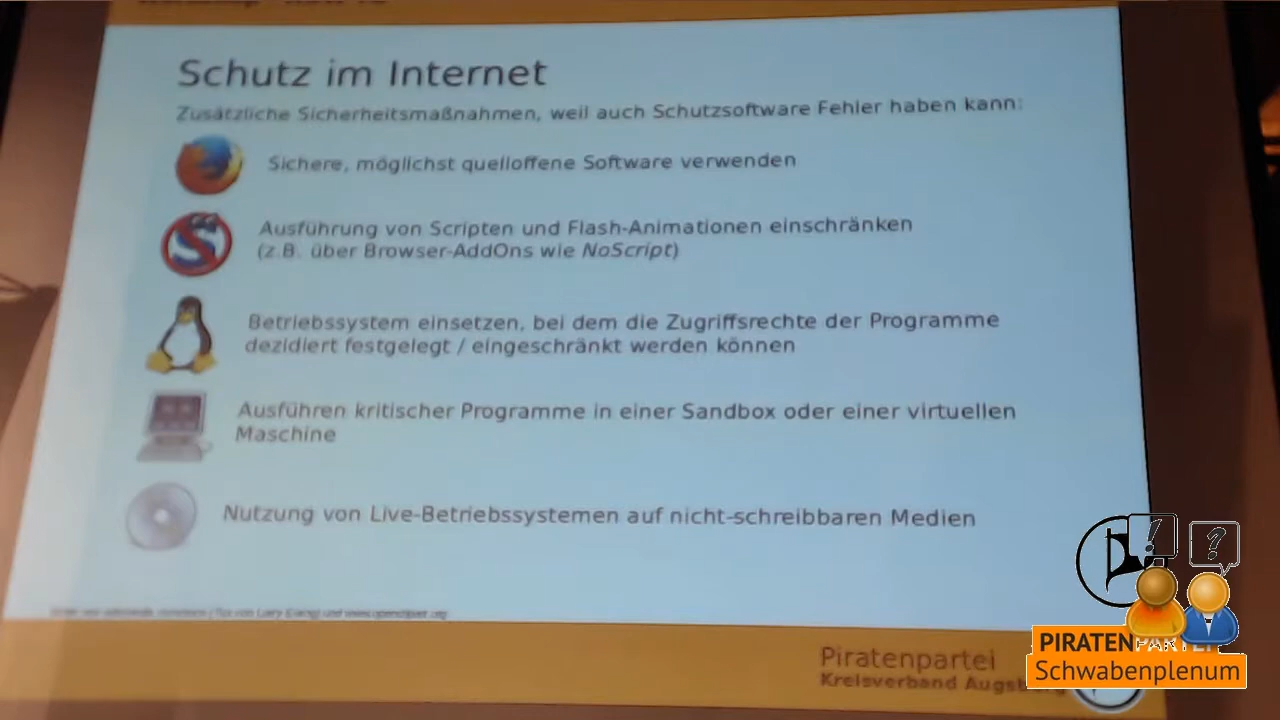 Schutz im Internet
Zusätzliche Sicherheitsmaßnahmen, weil auch Schutzsoftware Fehler haben kann:
Sichere, möglichst quelloffene Software verwenden
Ausführung von Scripten und Flash-Animationen einschränken
(z.B. über Browser-AddOns wie NoScript)
Betriebssystem einsetzen, bei dem die Zugriffsrechte der Programme
dezidiert festgelegt / eingeschränkt werden können
Ausführen kritischer Programme in einer Sandbox oder einer virtuellen
Maschine
Nutzung von Live-Betriebssystemen auf nicht-schreibbaren Medien
! ?
Piratenpartei
Kreisverband Augsburg
PIRATENPARTEI
Schwabenplenum